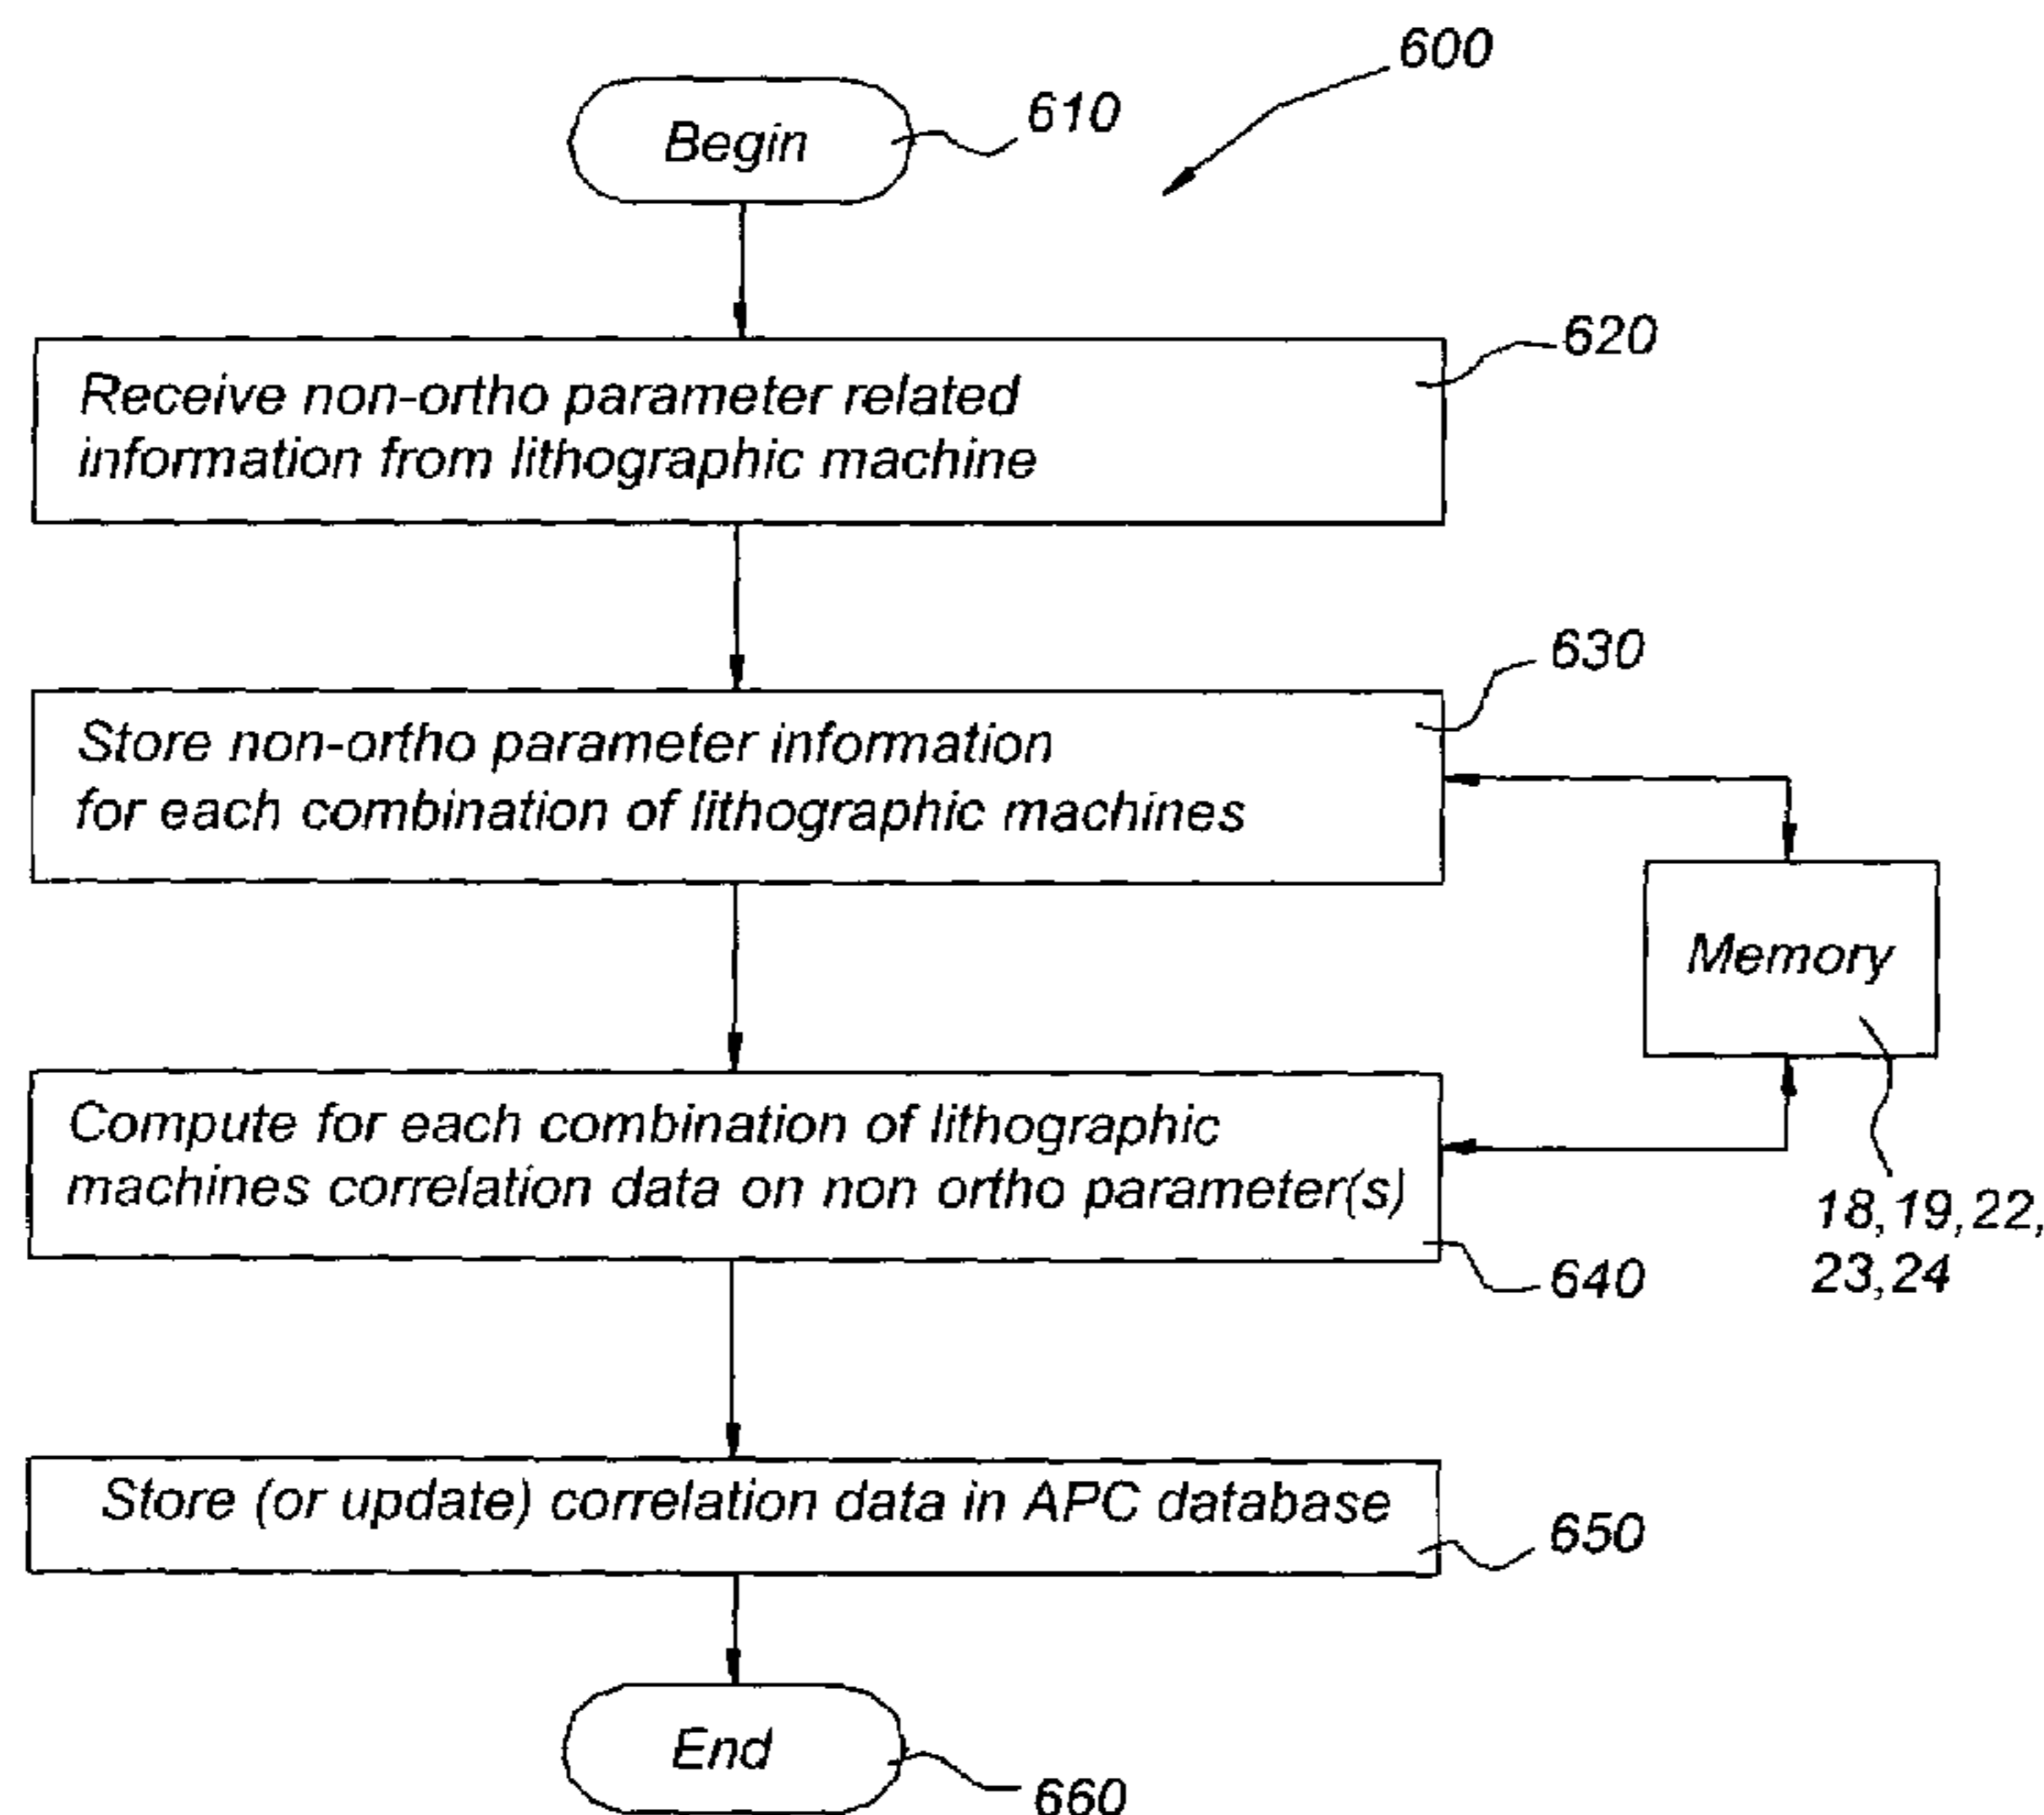 600
Begin
610
620
Receive non-ortho parameter related
information from lithographic machine
630
Store non-ortho parameter information
for each combination of lithographic machines
Memory
Compute for each combination of lithographic
machines correlation data on non ortho parameter(s)
18, 19, 22,
23, 24
640
Store (or update) correlation data in APC database
650
End
660